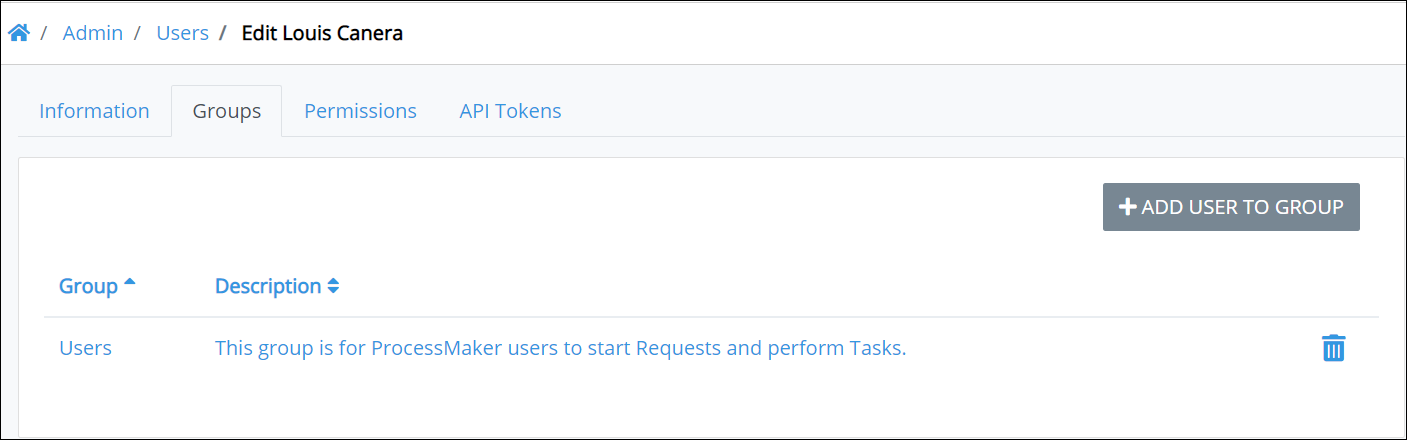 / Admin / Users / Edit Louis Canera
Information Groups Permissions API Tokens
+ ADD USER TO GROUP
Group Description
Users This group is for ProcessMaker users to start Requests and perform Tasks.